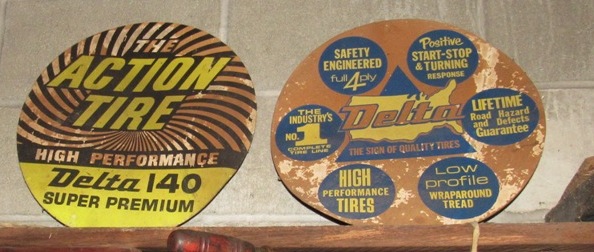 THE
ACTION
TIRE
HIGH PERFORMANCE
Delta 140
SUPER PREMIUM
SAFETY
ENGINEERED
full 4 ply
Positive
START-STOP
& TURNING
RESPONSE
THE
INDUSTRY'S
NO. 1
COMPLETE
TIRE LINE
Delta
THE SIGN OF QUALITY TIRES
LIFETIME
Road Hazard
and Defects
Guarantee
HIGH
PERFORMANCE
TIRES
LOW
profile
WRAPAROUND
TREAD